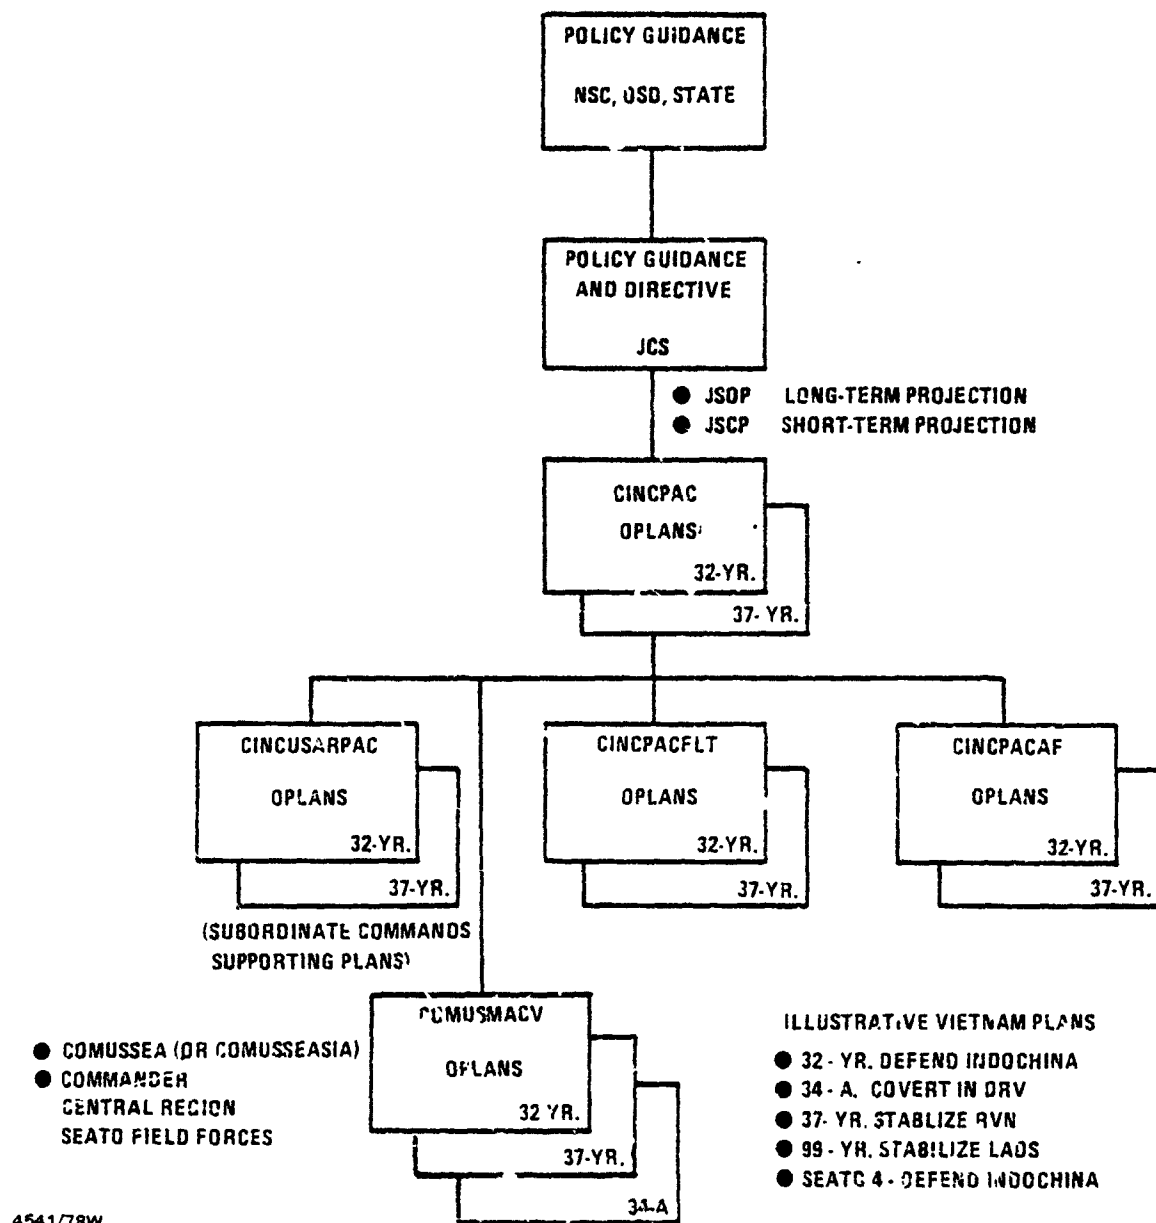 POLICY GUIDANCE
NSC, OSD, STATE
POLICY GUIDANCE
AND DIRECTIVE
JCS
● JSOP LONG-TERM PROJECTION
● JSCP SHORT-TERM PROJECTION
CINCPAC
OPLANS
32-YR.
37- YR.
CINCUSARPAC
OPLANS
32-YR.
37-YR.
CINCPACFLT
OPLANS
32-YR.
37-YR.
CINCPACAF
OPLANS
32-YR.
37-YR.
(SUBORDINATE COMMANDS
SUPPORTING PLANS)
COMUSMACV
OPLANS
32 YR.
37-YR.
34-A
● COMUSSEA (OR COMUSSEASIA)
● COMMANDER
CENTRAL REGION
SEATO FIELD FORCES
ILLUSTRATIVE VIETNAM PLANS
● 32 - YR. DEFEND INDOCHINA
● 34 - A. COVERT IN DRV
● 37- YR. STABLIZE RVN
● 99 - YR. STABILIZE LAOS
● SEATO 4 - DEFEND INDOCHINA
4541/78W